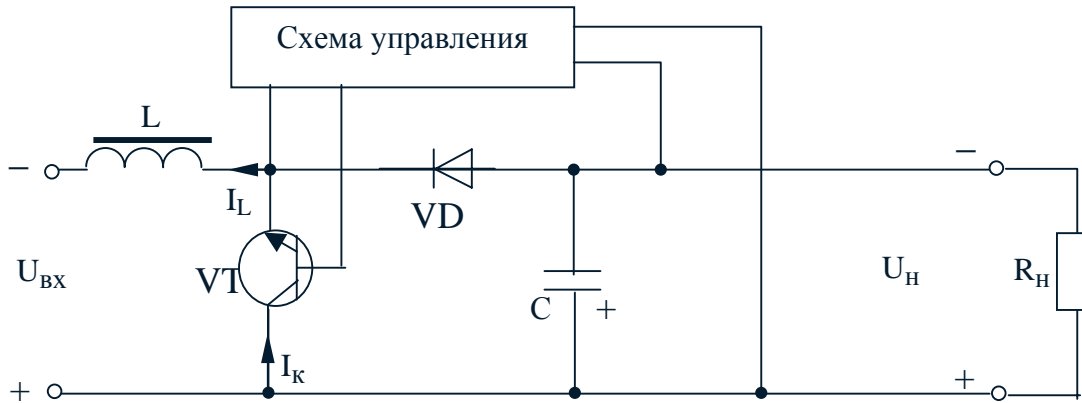 Схема управления
L
−
I_L
VD
−
U_вх
VT
C
+
U_н
R_н
I_к
+
+